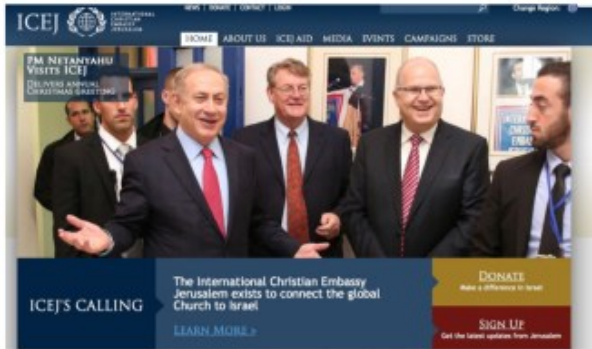 NEWS | DONATE | CONTACT | LOGIN
Change Region:
ICEJ
INTERNATIONAL
CHRISTIAN
EMBASSY
JERUSALEM
HOME ABOUT US ICEJ AID MEDIA EVENTS CAMPAIGNS STORE
PM NETANYAHU
VISITS ICEJ
DELIVERS ANNUAL
CHRISTMAS GREETING
ICEJ'S CALLING
The International Christian Embassy
Jerusalem exists to connect the global
Church to Israel
LEARN MORE »
DONATE
Make a difference in Israel
SIGN UP
Get the latest updates from Jerusalem